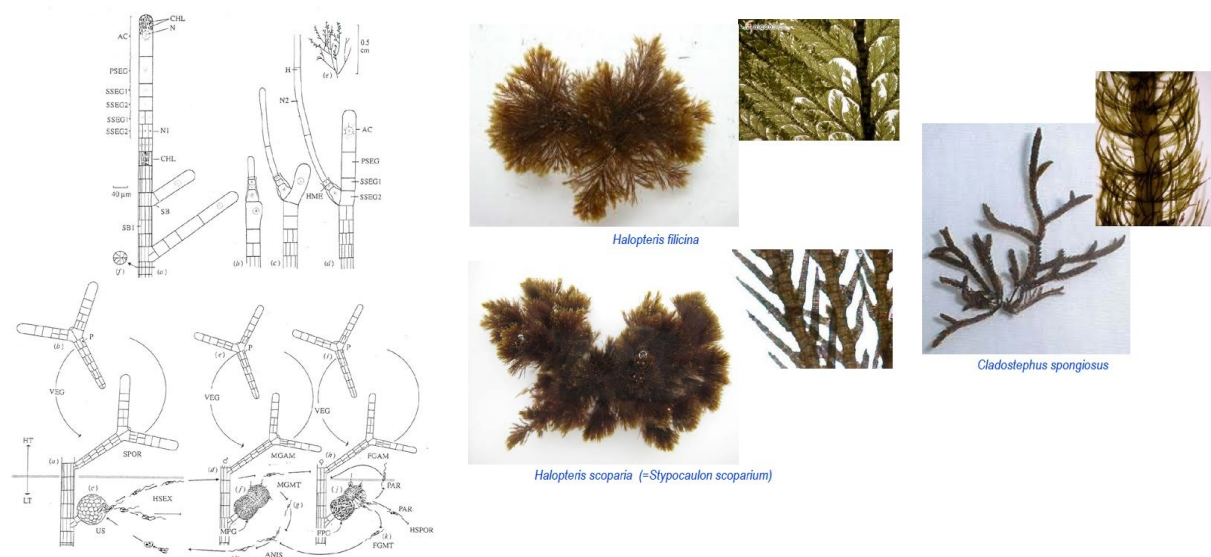 CHL
N
AC
PSEG
SSEG1
SSEG2
SSEG1
SSEG2
N1
CHL
40 μm
SB
SB1
(f)
(a)
H
N2
(e)
0.5
cm
AC
PSEG
HME
SSEG1
SSEG2
(b)
(c)
(d)
(b)
P
VEG
SPOR
HT
LT
(a)
(c)
HSEX
US
(e)
P
VEG
MGAM
(d)
♂
(f)
MGMT
(g)
MPG
ANIS
(i)
P
VEG
FGAM
(h)
♀
(j)
PAR
PAR
HSPOR
FPG
(k)
FGMT
Halopteris filicina
Halopteris scoparia (=Stypocaulon scoparium)
Cladostephus spongiosus